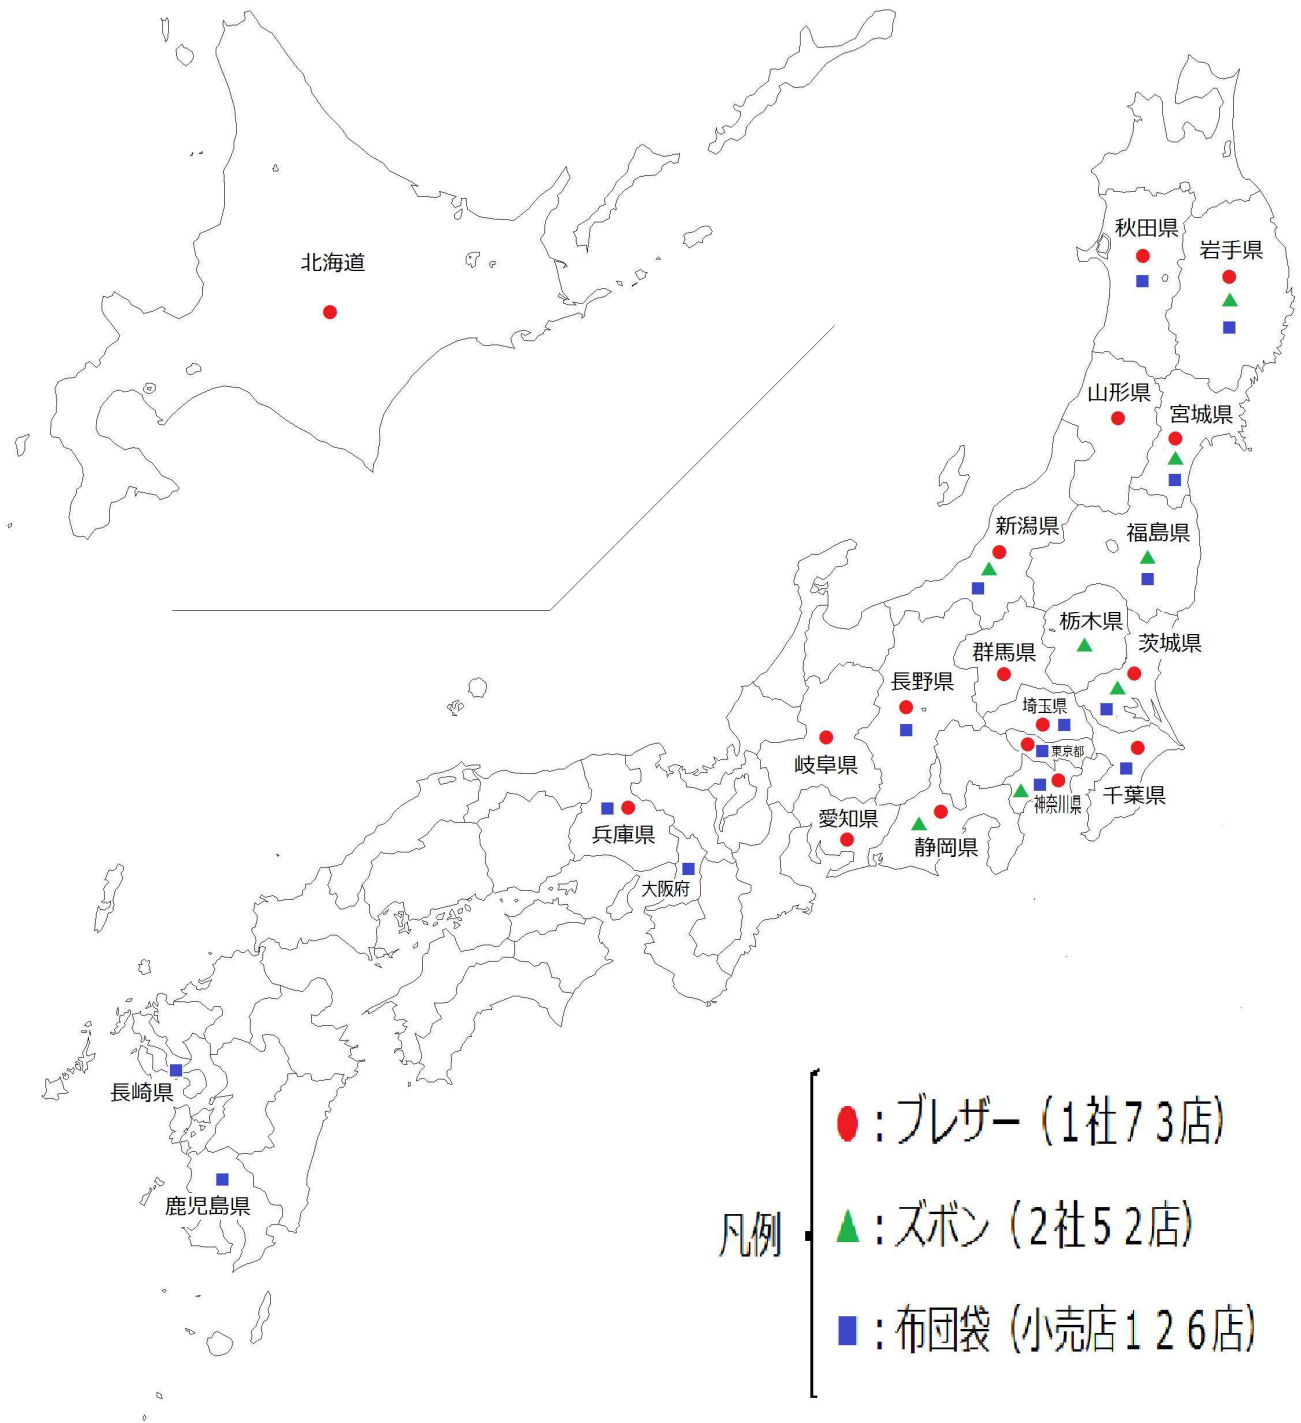 北海道
秋田県
岩手県
山形県
宮城県
新潟県
福島県
栃木県
茨城県
群馬県
長野県
埼玉県
東京都
岐阜県
神奈川県
千葉県
愛知県
静岡県
兵庫県
大阪府
長崎県
鹿児島県
凡例
：ブレザー（１社７３店）
：ズボン（２社５２店）
：布団袋（小売店１２６店）